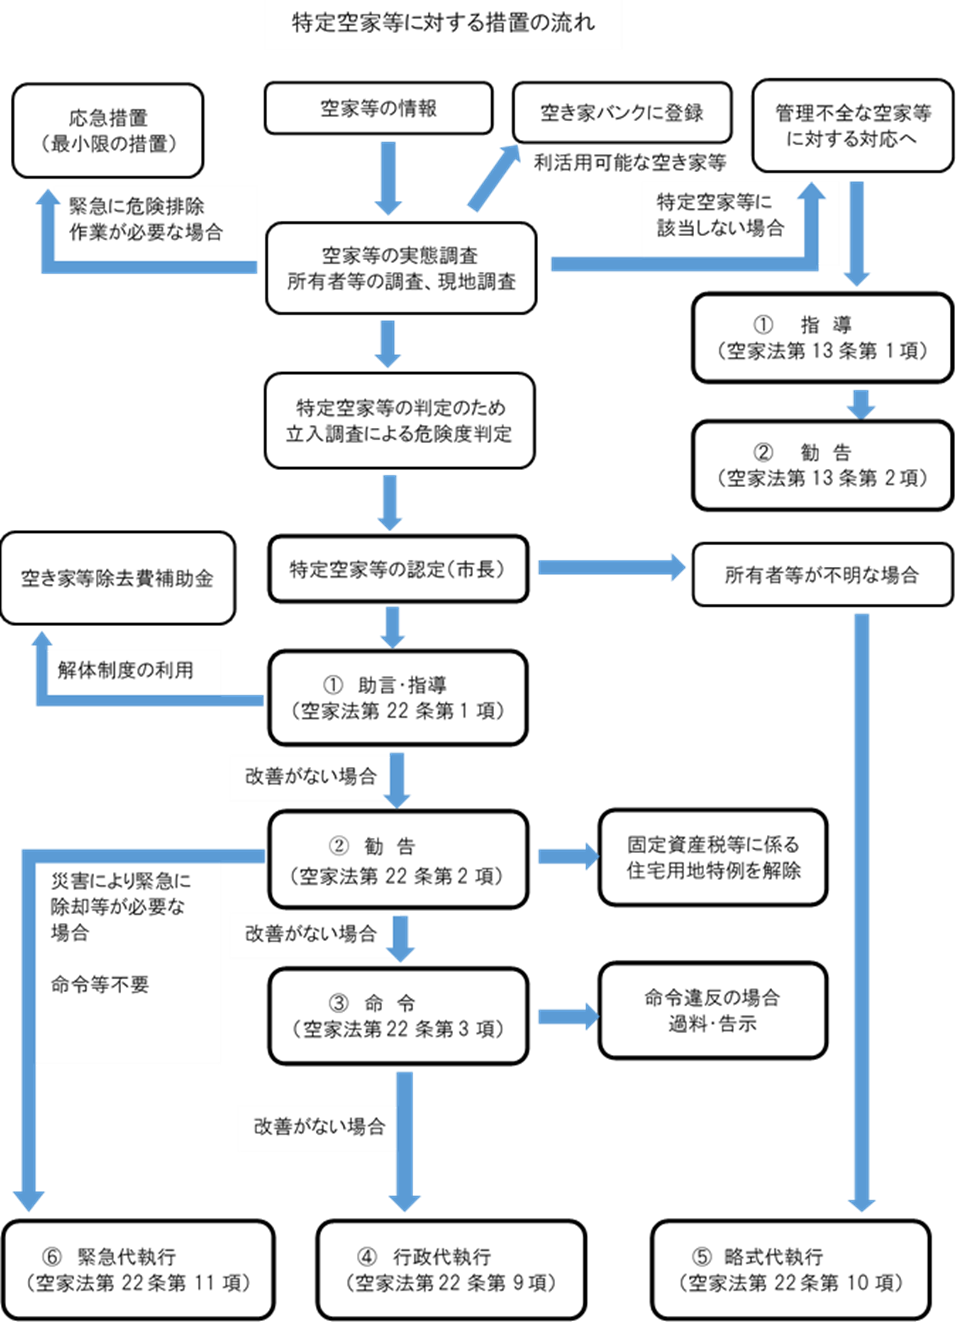 特定空家等に対する措置の流れ
応急措置
（最小限の措置）
空家等の情報
空き家バンクに登録
管理不全な空家等
に対する対応へ
利活用可能な空き家等
緊急に危険排除
作業が必要な場合
特定空家等に
該当しない場合
空家等の実態調査
所有者等の調査、現地調査
① 指 導
（空家法第 13 条第 1 項）
特定空家等の判定のため
立入調査による危険度判定
② 勧 告
（空家法第 13 条第 2 項）
特定空家等の認定（市長）
所有者等が不明な場合
空き家等除去費補助金
解体制度の利用
① 助言・指導
（空家法第 22 条第 1 項）
改善がない場合
② 勧 告
（空家法第 22 条第 2 項）
固定資産税等に係る
住宅用地特例を解除
災害により緊急に
除却等が必要な
場合
命令等不要
改善がない場合
③ 命 令
（空家法第 22 条第 3 項）
命令違反の場合
過料・告示
改善がない場合
⑥ 緊急代執行
（空家法第 22 条第 11 項）
④ 行政代執行
（空家法第 22 条第 9 項）
⑤ 略式代執行
（空家法第 22 条第 10 項）